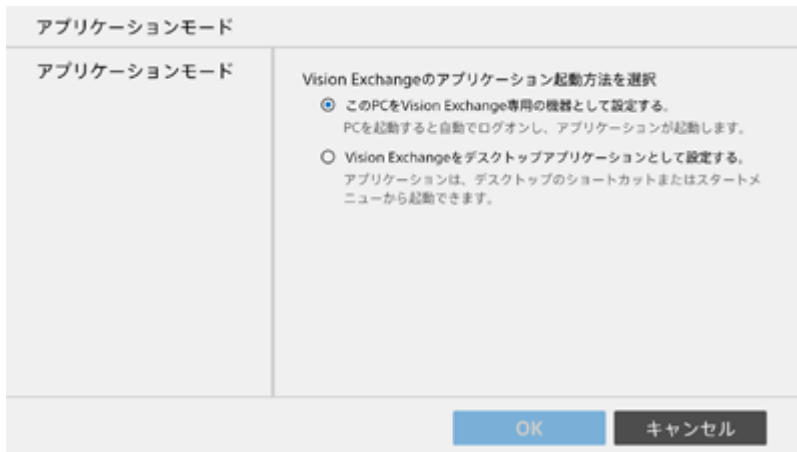 アプリケーションモード
アプリケーションモード
Vision Exchangeのアプリケーション起動方法を選択
このPCをVision Exchange専用の機器として設定する。
PCを起動すると自動でログオンし、アプリケーションが起動します。
Vision Exchangeをデスクトップアプリケーションとして設定する。
アプリケーションは、デスクトップのショートカットまたはスタートメ
ニューから起動できます。
OK
キャンセル